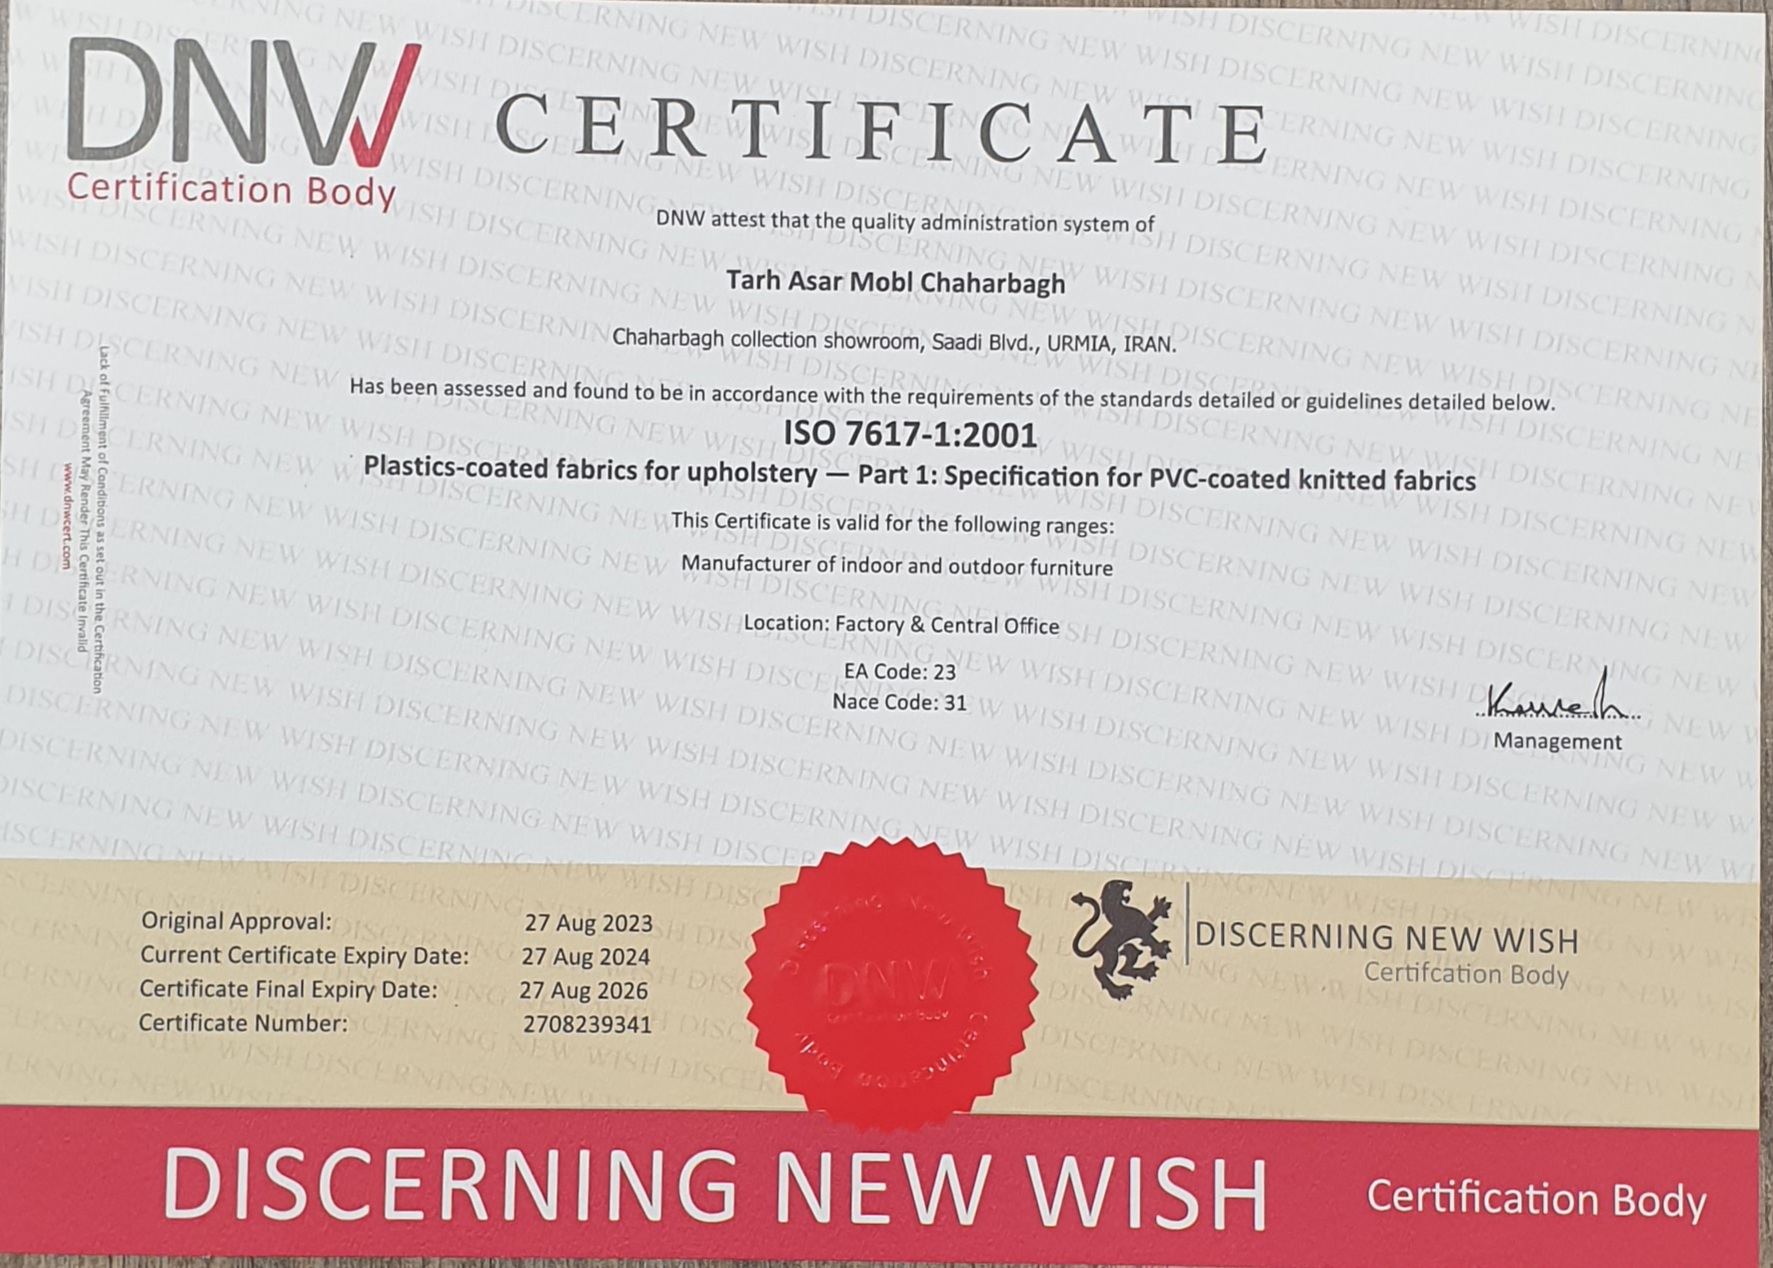 DNW
Certification Body
CERTIFICATE
DNW attest that the quality administration system of
Tarh Asar Mobl Chaharbagh
Chaharbagh collection showroom, Saadi Blvd., URMIA, IRAN.
Has been assessed and found to be in accordance with the requirements of the standards detailed or guidelines detailed below.
ISO 7617-1:2001
Plastics-coated fabrics for upholstery — Part 1: Specification for PVC-coated knitted fabrics
This Certificate is valid for the following ranges:
Manufacturer of indoor and outdoor furniture
Location: Factory & Central Office
EA Code: 23
Nace Code: 31
Management
Lack of Fulfillment of Conditions as set out in the Certification
Agreement May Render This Certificate Invalid
www.dnwcert.com
Original Approval: 27 Aug 2023
Current Certificate Expiry Date: 27 Aug 2024
Certificate Final Expiry Date: 27 Aug 2026
Certificate Number: 2708239341
Discerning New Wish
DNW
Certification Body
Certification Body
DISCERNING NEW WISH
Certifcation Body
DISCERNING NEW WISH
Certification Body